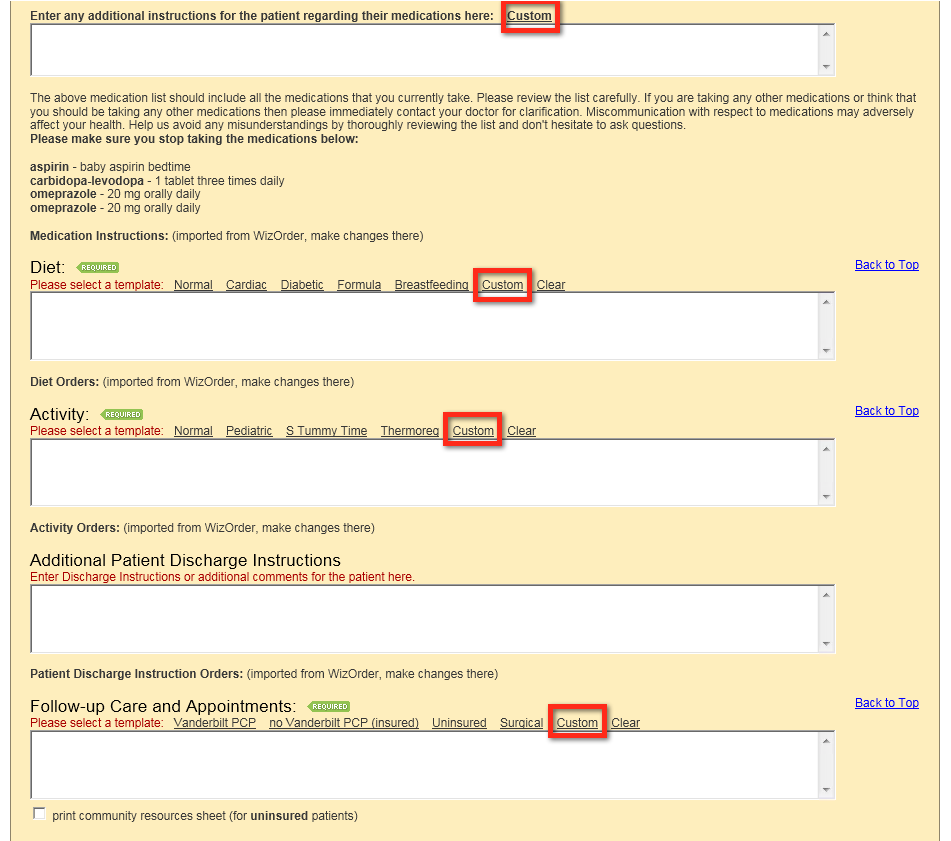 Enter any additional instructions for the patient regarding their medications here: Custom
The above medication list should include all the medications that you currently take. Please review the list carefully. If you are taking any other medications or think that
you should be taking any other medications then please immediately contact your doctor for clarification. Miscommunication with respect to medications may adversely
affect your health. Help us avoid any misunderstandings by thoroughly reviewing the list and don't hesitate to ask questions.
Please make sure you stop taking the medications below:
aspirin - baby aspirin bedtime
carbidopa-levodopa - 1 tablet three times daily
omeprazole - 20 mg orally daily
omeprazole - 20 mg orally daily
Medication Instructions: (imported from WizOrder, make changes there)
Diet: REQUIRED Back to Top
Please select a template: Normal Cardiac Diabetic Formula Breastfeeding Custom Clear
Diet Orders: (imported from WizOrder, make changes there)
Activity: REQUIRED Back to Top
Please select a template: Normal Pediatric S Tummy Time Thermoreg Custom Clear
Activity Orders: (imported from WizOrder, make changes there)
Additional Patient Discharge Instructions
Enter Discharge Instructions or additional comments for the patient here.
Patient Discharge Instruction Orders: (imported from WizOrder, make changes there)
Follow-up Care and Appointments: REQUIRED Back to Top
Please select a template: Vanderbilt PCP no Vanderbilt PCP (insured) Uninsured Surgical Custom Clear
print community resources sheet (for uninsured patients)